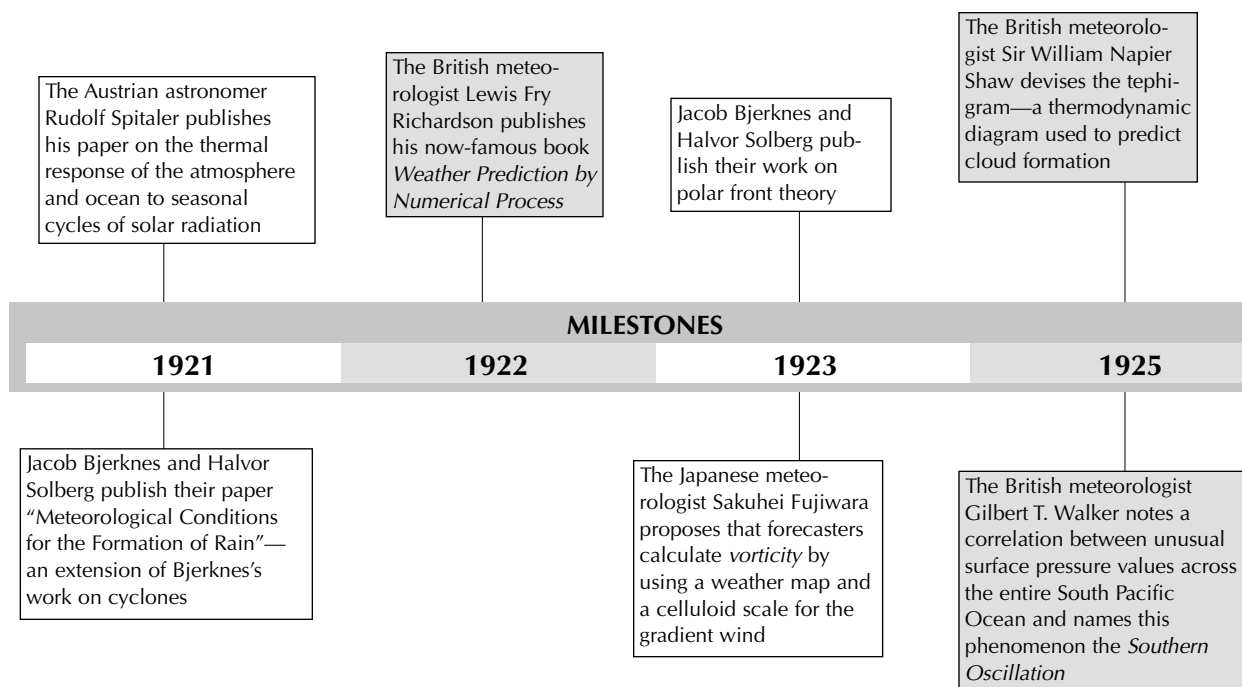 The Austrian astronomer
Rudolf Spitaler publishes
his paper on the thermal
response of the atmosphere
and ocean to seasonal
cycles of solar radiation
The British meteo-
rologist Lewis Fry
Richardson publishes
his now-famous book
Weather Prediction by
Numerical Process
Jacob Bjerknes and
Halvor Solberg pub-
lish their work on
polar front theory
The British meteorolo-
gist Sir William Napier
Shaw devises the tephi-
gram—a thermodynamic
diagram used to predict
cloud formation
MILESTONES
1921 1922 1923 1925
Jacob Bjerknes and Halvor
Solberg publish their paper
“Meteorological Conditions
for the Formation of Rain”—
an extension of Bjerknes’s
work on cyclones
The Japanese meteo-
rologist Sakuhei Fujiwara
proposes that forecasters
calculate vorticity by
using a weather map and
a celluloid scale for the
gradient wind
The British meteorologist
Gilbert T. Walker notes a
correlation between unusual
surface pressure values across
the entire South Pacific
Ocean and names this
phenomenon the Southern
Oscillation